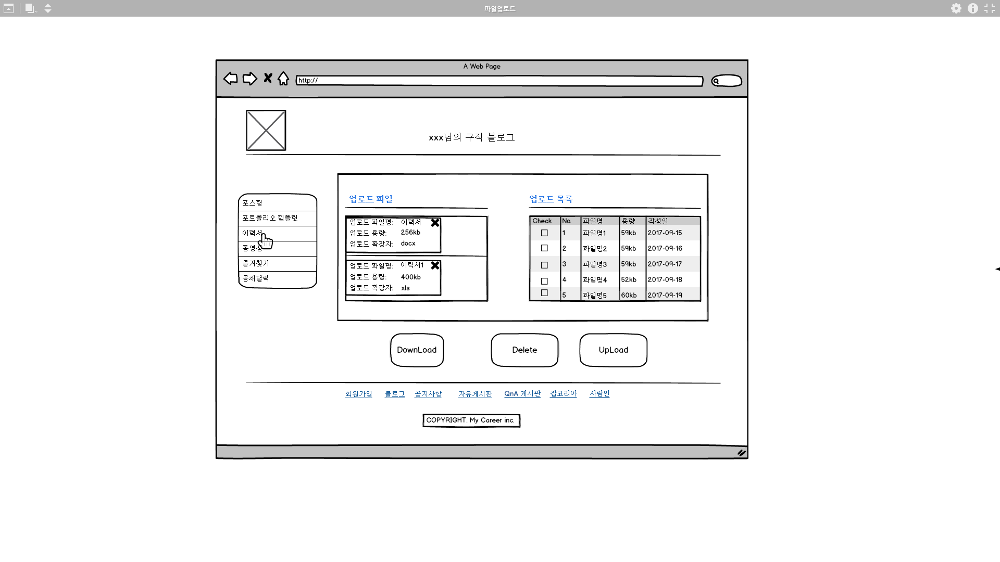 파일업로드
A Web Page
http://
xxx님의 구직 블로그
포스팅
포트폴리오 템플릿
이력서
동영상
즐겨찾기
공채달력
업로드 파일
업로드 파일명: 이력서
업로드 용량: 256kb
업로드 확장자: docx
업로드 파일명: 이력서1
업로드 용량: 400kb
업로드 확장자: xls
업로드 목록
Check No. 파일명 용량 작성일
1 파일명1 59kb 2017-09-15
2 파일명2 59kb 2017-09-16
3 파일명3 59kb 2017-09-17
4 파일명4 52kb 2017-09-18
5 파일명5 60kb 2017-09-19
DownLoad Delete UpLoad
회원가입 블로그 공지사항 자유게시판 QnA 게시판 잡코리아 사람인
COPYRIGHT. My Career inc.